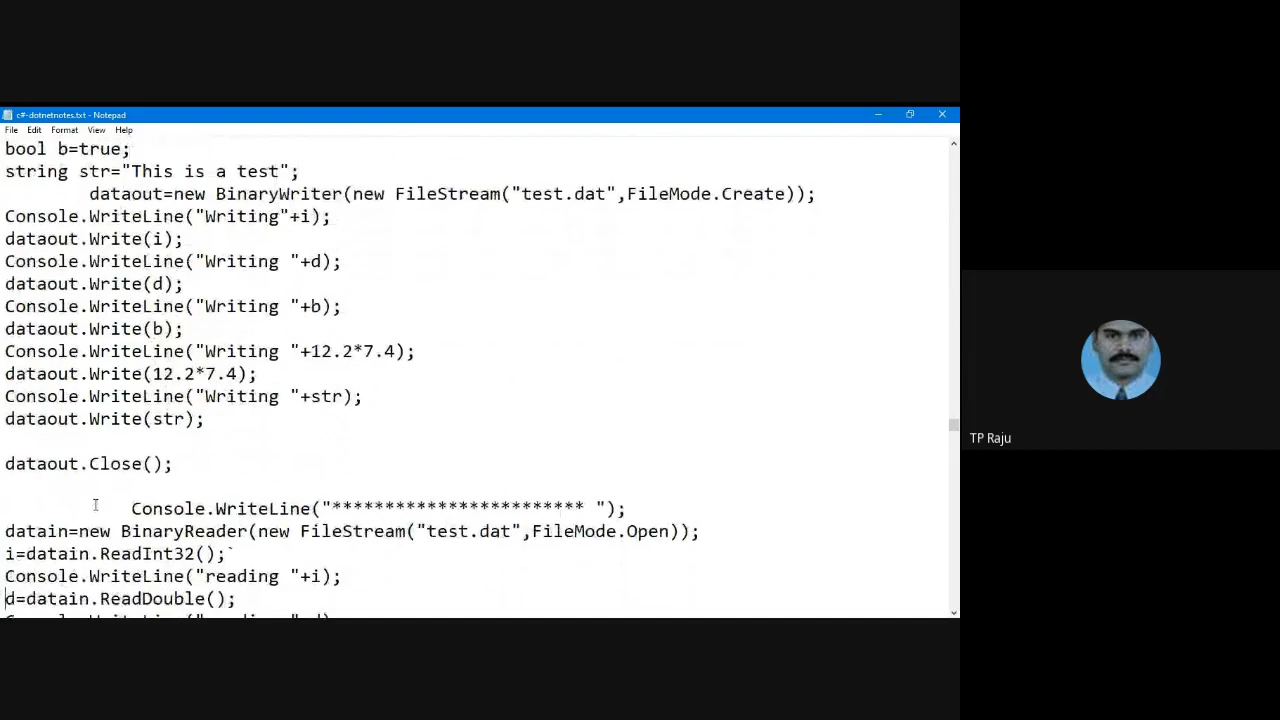 c#-dotnetnotes.txt - Notepad
File Edit Format View Help
bool b=true;
string str="This is a test";
dataout=new BinaryWriter(new FileStream("test.dat",FileMode.Create));
Console.WriteLine("Writing"+i);
dataout.Write(i);
Console.WriteLine("Writing "+d);
dataout.Write(d);
Console.WriteLine("Writing "+b);
dataout.Write(b);
Console.WriteLine("Writing "+12.2*7.4);
dataout.Write(12.2*7.4);
Console.WriteLine("Writing "+str);
dataout.Write(str);
dataout.Close();
Console.WriteLine("************************ ");
datain=new BinaryReader(new FileStream("test.dat",FileMode.Open));
i=datain.ReadInt32();`
Console.WriteLine("reading "+i);
d=datain.ReadDouble();
TP Raju